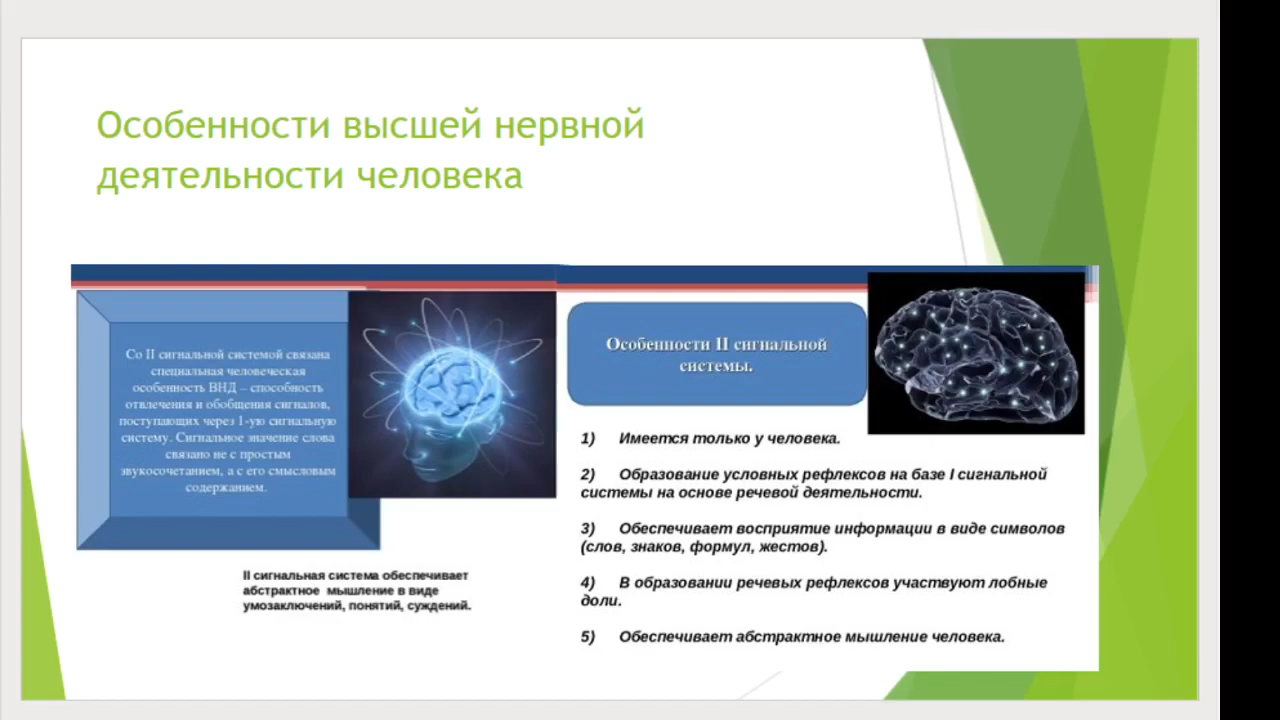 Особенности высшей нервной
деятельности человека
Со II сигнальной системой связана
специальная человеческая
особенность ВНД – способность
отвлечения и обобщения сигналов,
поступающих через 1-ую сигнальную
систему. Сигнальное значение слова
связано не с простым
звукосочетанием, а с его смысловым
содержанием.
II сигнальная система обеспечивает
абстрактное мышление в виде
умозаключений, понятий, суждений.
Особенности II сигнальной
системы.
1) Имеется только у человека.
2) Образование условных рефлексов на базе I сигнальной
системы на основе речевой деятельности.
3) Обеспечивает восприятие информации в виде символов
(слов, знаков, формул, жестов).
4) В образовании речевых рефлексов участвуют лобные
доли.
5) Обеспечивает абстрактное мышление человека.